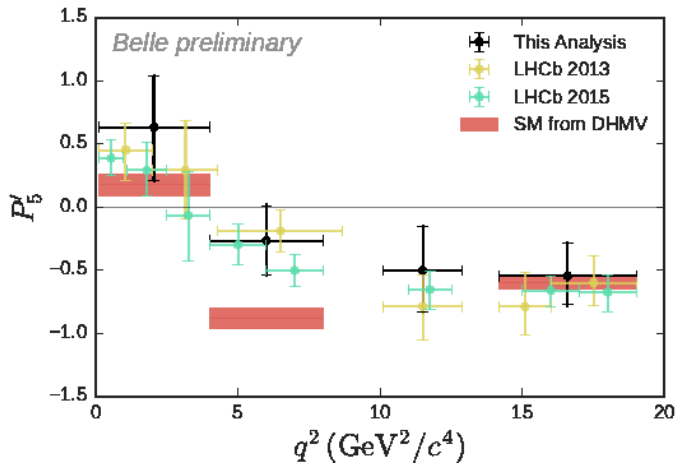 Belle preliminary
This Analysis
LHCb 2013
LHCb 2015
SM from DHMV
1.5
1.0
0.5
0.0
−0.5
−1.0
−1.5
P′5
0 5 10 15 20
q² (GeV²/c⁴)